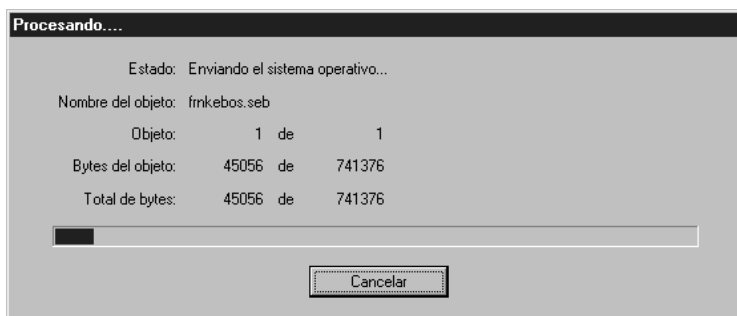 Procesando....
Estado: Enviando el sistema operativo...
Nombre del objeto: frnkebos.seb
Objeto: 1 de 1
Bytes del objeto: 45056 de 741376
Total de bytes: 45056 de 741376
Cancelar